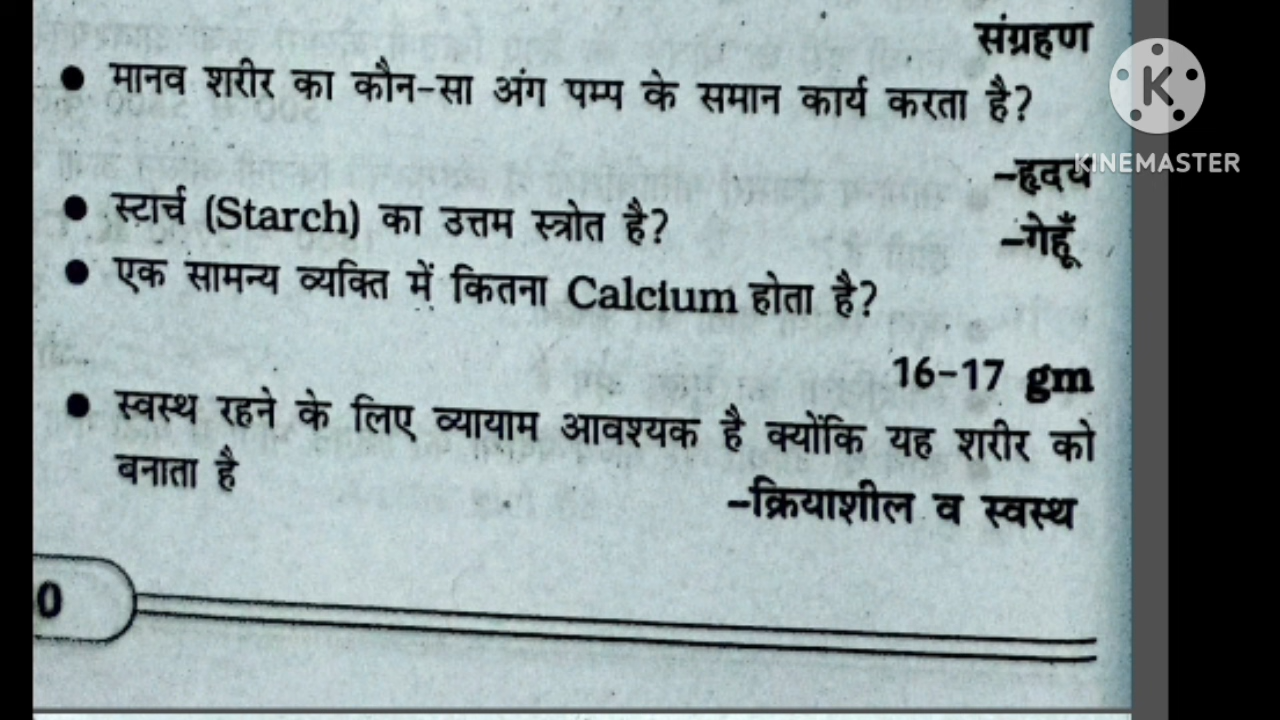 संग्रहण
● मानव शरीर का कौन-सा अंग पम्प के समान कार्य करता है?
K
KINEMASTER
–हृदय
● स्टार्च (Starch) का उत्तम स्त्रोत है?
–गेहूँ
● एक सामन्य व्यक्ति में कितना Calcium होता है?
16-17 gm
● स्वस्थ रहने के लिए व्यायाम आवश्यक है क्योंकि यह शरीर को
बनाता है
–क्रियाशील व स्वस्थ
0